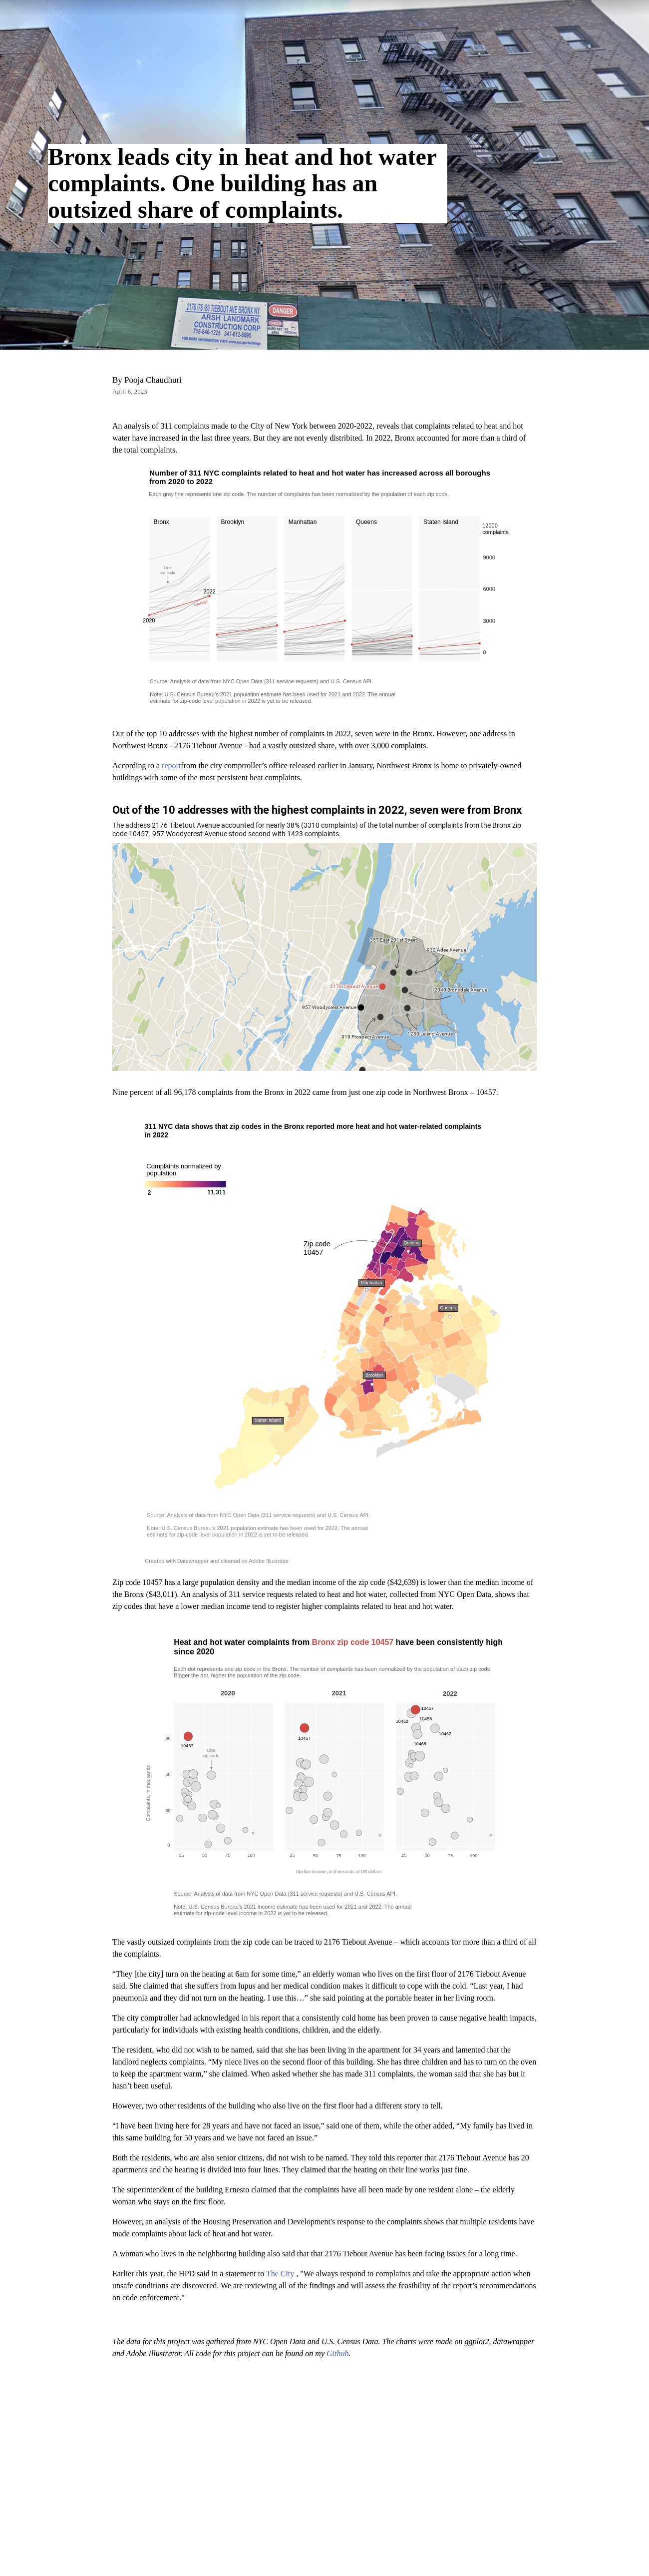 Bronx leads city in heat and hot water
complaints. One building has an
outsized share of complaints.
2176 /78 /80 TIEBOUT AVE BRONX NY
ARSH LANDMARK
CONSTRUCTION CORP
718-646-1225 347-612-0895
DANGER
By Pooja Chaudhuri
April 6, 2023
An analysis of 311 complaints made to the City of New York between 2020-2022, reveals that complaints related to heat and hot
water have increased in the last three years. But they are not evenly distribited. In 2022, Bronx accounted for more than a third of
the total complaints.
Number of 311 NYC complaints related to heat and hot water has increased across all boroughs
from 2020 to 2022
Each gray line represents one zip code. The number of complaints has been normalized by the population of each zip code.
Bronx
Brooklyn
Manhattan
Queens
Staten Island
12000
complaints
9000
6000
3000
0
One
zip code
2022
average
2020
Source: Analysis of data from NYC Open Data (311 service requests) and U.S. Census API.
Note: U.S. Census Bureau's 2021 population estimate has been used for 2021 and 2022. The annual
estimate for zip-code level population in 2022 is yet to be released.
Out of the top 10 addresses with the highest number of complaints in 2022, seven were in the Bronx. However, one address in
Northwest Bronx - 2176 Tiebout Avenue - had a vastly outsized share, with over 3,000 complaints.
According to a reportfrom the city comptroller's office released earlier in January, Northwest Bronx is home to privately-owned
buildings with some of the most persistent heat complaints.
Out of the 10 addresses with the highest complaints in 2022, seven were from Bronx
The address 2176 Tibetout Avenue accounted for nearly 38% (3310 complaints) of the total number of complaints from the Bronx zip
code 10457. 957 Woodycrest Avenue stood second with 1423 complaints.
957 Woodycrest Avenue
919 Prospect Avenue
Nine percent of all 96,178 complaints from the Bronx in 2022 came from just one zip code in Northwest Bronx – 10457.
311 NYC data shows that zip codes in the Bronx reported more heat and hot water-related complaints
in 2022
Complaints normalized by
population
2
11,311
Zip code
10457
Queens
Manhattan
Queens
Brooklyn
Staten Island
Source: Analysis of data from NYC Open Data (311 service requests) and U.S. Census API.
Note: U.S. Census Bureau's 2021 population estimate has been used for 2022. The annual
estimate for zip-code level population in 2022 is yet to be released.
Created with Datawrapper and cleaned on Adobe Illustrator
Zip code 10457 has a large population density and the median income of the zip code ($42,639) is lower than the median income of
the Bronx ($43,011). An analysis of 311 service requests related to heat and hot water, collected from NYC Open Data, shows that
zip codes that have a lower median income tend to register higher complaints related to heat and hot water.
Heat and hot water complaints from Bronx zip code 10457 have been consistently high
since 2020
Each dot represents one zip code in the Bronx. The number of complaints has been normalized by the population of each zip code.
Bigger the dot, higher the population of the zip code.
2020
2021
2022
10457
One
zip code
10457
10457
10452
10458
10462
10468
Complaints, in thousands
90
60
30
0
25 50 75 100
25 50 75 100
25 50 75 100
Median income, in thousands of US dollars
Source: Analysis of data from NYC Open Data (311 service requests) and U.S. Census API.
Note: U.S. Census Bureau's 2021 income estimate has been used for 2021 and 2022. The annual
estimate for zip-code level income in 2022 is yet to be released.
The vastly outsized complaints from the zip code can be traced to 2176 Tiebout Avenue – which accounts for more than a third of all
the complaints.
“They [the city] turn on the heating at 6am for some time,” an elderly woman who lives on the first floor of 2176 Tiebout Avenue
said. She claimed that she suffers from lupus and her medical condition makes it difficult to cope with the cold. “Last year, I had
pneumonia and they did not turn on the heating. I use this…” she said pointing at the portable heater in her living room.
The city comptroller had acknowledged in his report that a consistently cold home has been proven to cause negative health impacts,
particularly for individuals with existing health conditions, children, and the elderly.
The resident, who did not wish to be named, said that she has been living in the apartment for 34 years and lamented that the
landlord neglects complaints. “My niece lives on the second floor of this building. She has three children and has to turn on the oven
to keep the apartment warm,” she claimed. When asked whether she has made 311 complaints, the woman said that she has but it
hasn’t been useful.
However, two other residents of the building who also live on the first floor had a different story to tell.
“I have been living here for 28 years and have not faced an issue,” said one of them, while the other added, “My family has lived in
this same building for 50 years and we have not faced an issue.”
Both the residents, who are also senior citizens, did not wish to be named. They told this reporter that 2176 Tiebout Avenue has 20
apartments and the heating is divided into four lines. They claimed that the heating on their line works just fine.
The superintendent of the building Ernesto claimed that the complaints have all been made by one resident alone – the elderly
woman who stays on the first floor.
However, an analysis of the Housing Preservation and Development's response to the complaints shows that multiple residents have
made complaints about lack of heat and hot water.
A woman who lives in the neighboring building also said that that 2176 Tiebout Avenue has been facing issues for a long time.
Earlier this year, the HPD said in a statement to The City , "We always respond to complaints and take the appropriate action when
unsafe conditions are discovered. We are reviewing all of the findings and will assess the feasibility of the report’s recommendations
on code enforcement."
The data for this project was gathered from NYC Open Data and U.S. Census Data. The charts were made on ggplot2, datawrapper
and Adobe Illustrator. All code for this project can be found on my Github.